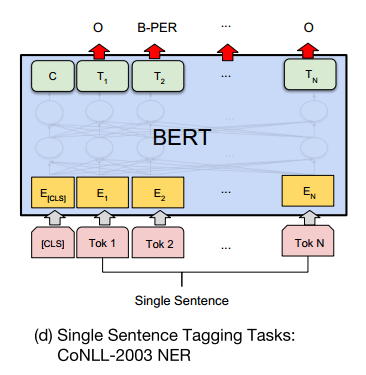 O B-PER ... O
C T1 T2 ... TN
BERT
E[CLS] E1 E2 ... EN
[CLS] Tok 1 Tok 2 ... Tok N
Single Sentence
(d) Single Sentence Tagging Tasks:
CoNLL-2003 NER